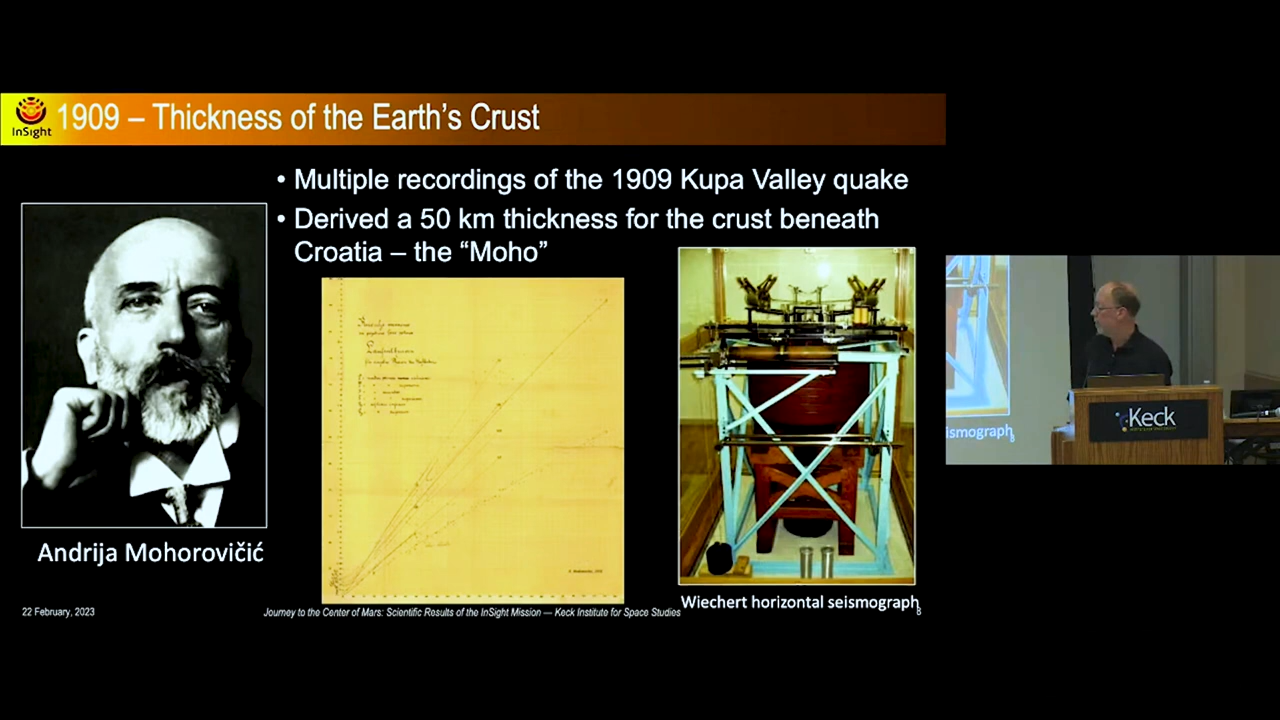 InSight
1909 – Thickness of the Earth's Crust
• Multiple recordings of the 1909 Kupa Valley quake
• Derived a 50 km thickness for the crust beneath
Croatia – the “Moho”
Andrija Mohorovičić
Wiechert horizontal seismograph
22 February, 2023
Journey to the Center of Mars: Scientific Results of the InSight Mission — Keck Institute for Space Studies
8
Keck
ismograph
8